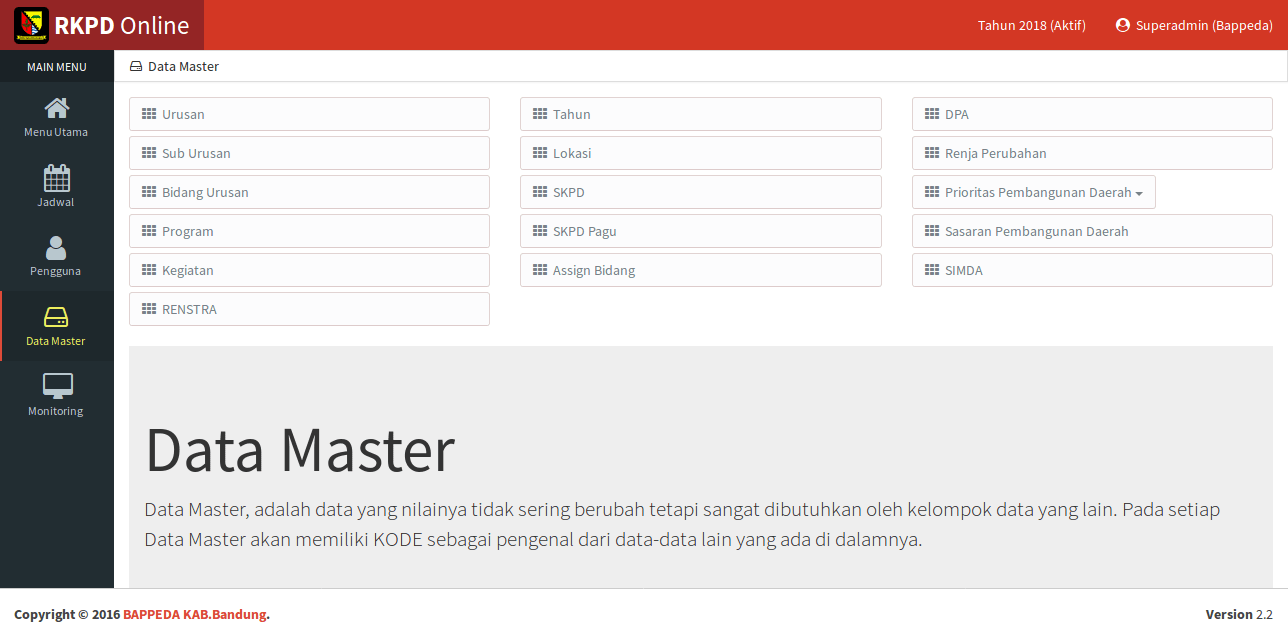 RKPD Online
Tahun 2018 (Aktif)
Superadmin (Bappeda)
MAIN MENU
Menu Utama
Jadwal
Pengguna
Data Master
Monitoring
Data Master
Urusan
Sub Urusan
Bidang Urusan
Program
Kegiatan
RENSTRA
Tahun
Lokasi
SKPD
SKPD Pagu
Assign Bidang
DPA
Renja Perubahan
Prioritas Pembangunan Daerah
Sasaran Pembangunan Daerah
SIMDA
Data Master
Data Master, adalah data yang nilainya tidak sering berubah tetapi sangat dibutuhkan oleh kelompok data yang lain. Pada setiap
Data Master akan memiliki KODE sebagai pengenal dari data-data lain yang ada di dalamnya.
Copyright © 2016 BAPPEDA KAB.Bandung.
Version 2.2